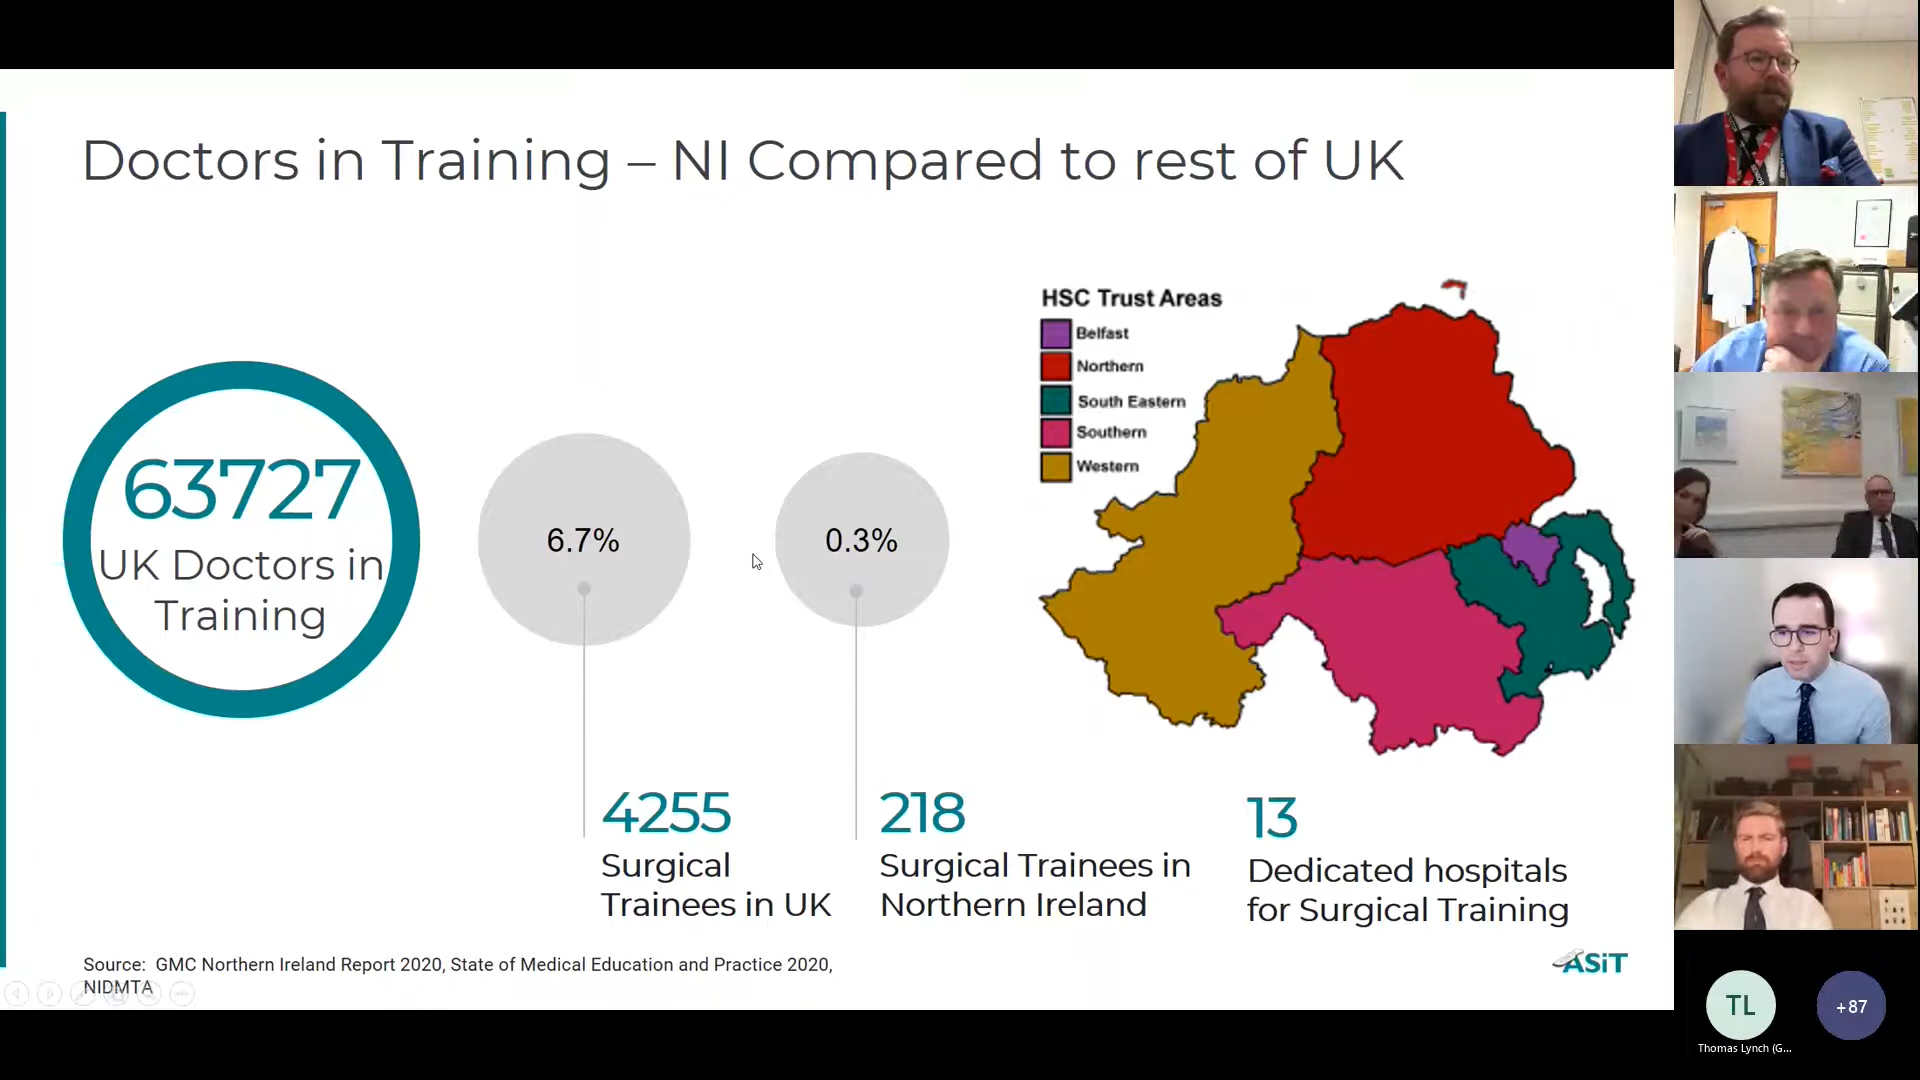 Doctors in Training – NI Compared to rest of UK
HSC Trust Areas
Belfast
Northern
South Eastern
Southern
Western
63727
UK Doctors in
Training
6.7%
0.3%
4255
Surgical
Trainees in UK
218
Surgical Trainees in
Northern Ireland
13
Dedicated hospitals
for Surgical Training
Source: GMC Northern Ireland Report 2020, State of Medical Education and Practice 2020,
NIDMTA
ASiT
TL
+87
Thomas Lynch (G...